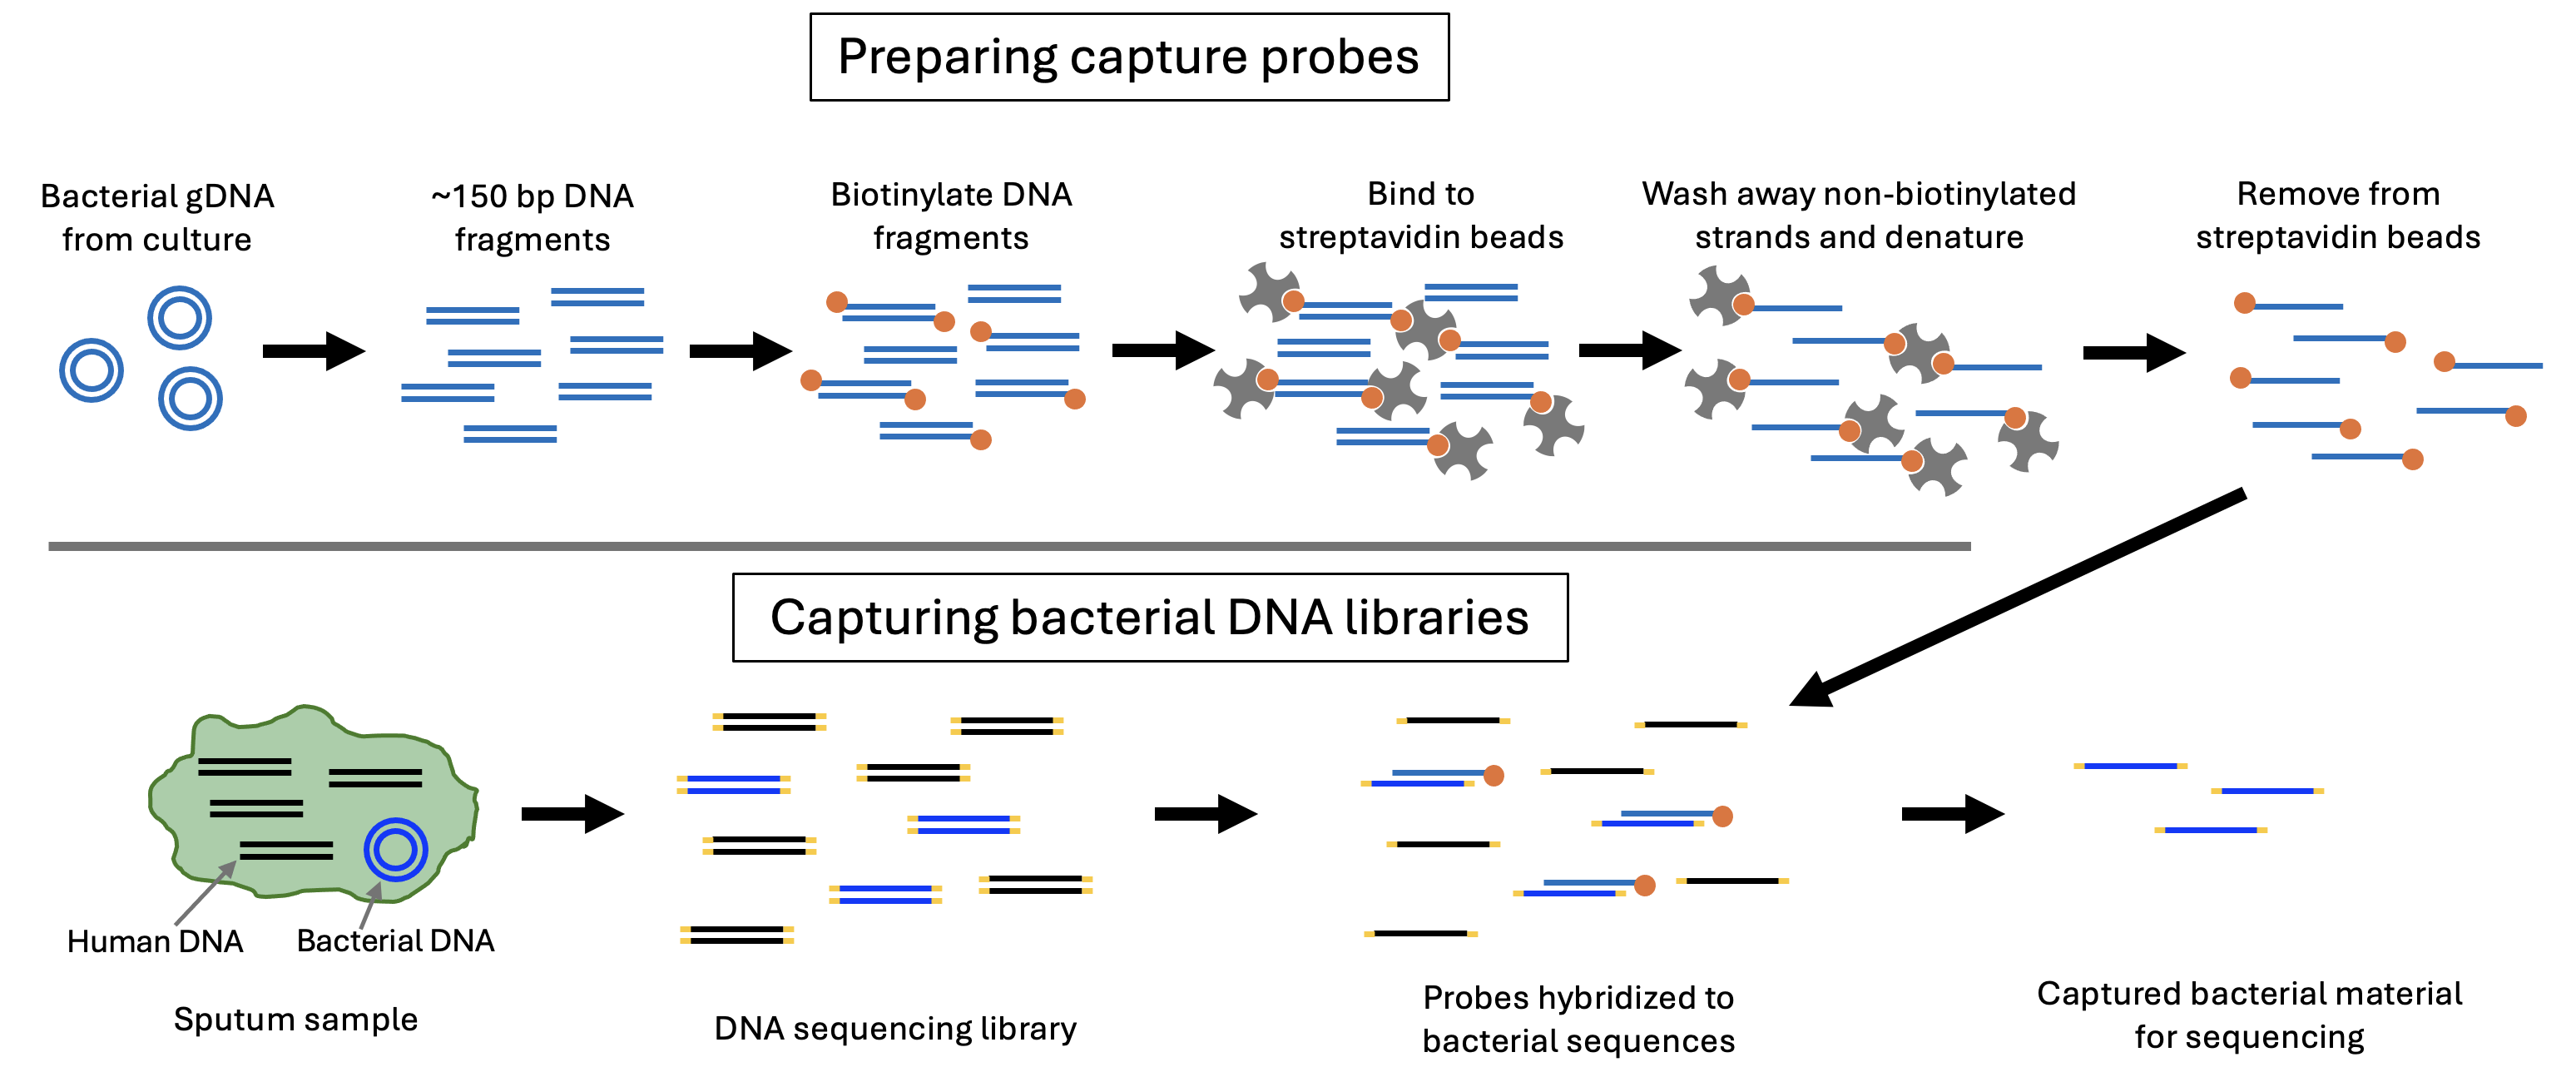 Preparing capture probes
Bacterial gDNA
from culture
~150 bp DNA
fragments
Biotinylate DNA
fragments
Bind to
streptavidin beads
Wash away non-biotinylated
strands and denature
Remove from
streptavidin beads
Capturing bacterial DNA libraries
Human DNA
Bacterial DNA
Sputum sample
DNA sequencing library
Probes hybridized to
bacterial sequences
Captured bacterial material
for sequencing